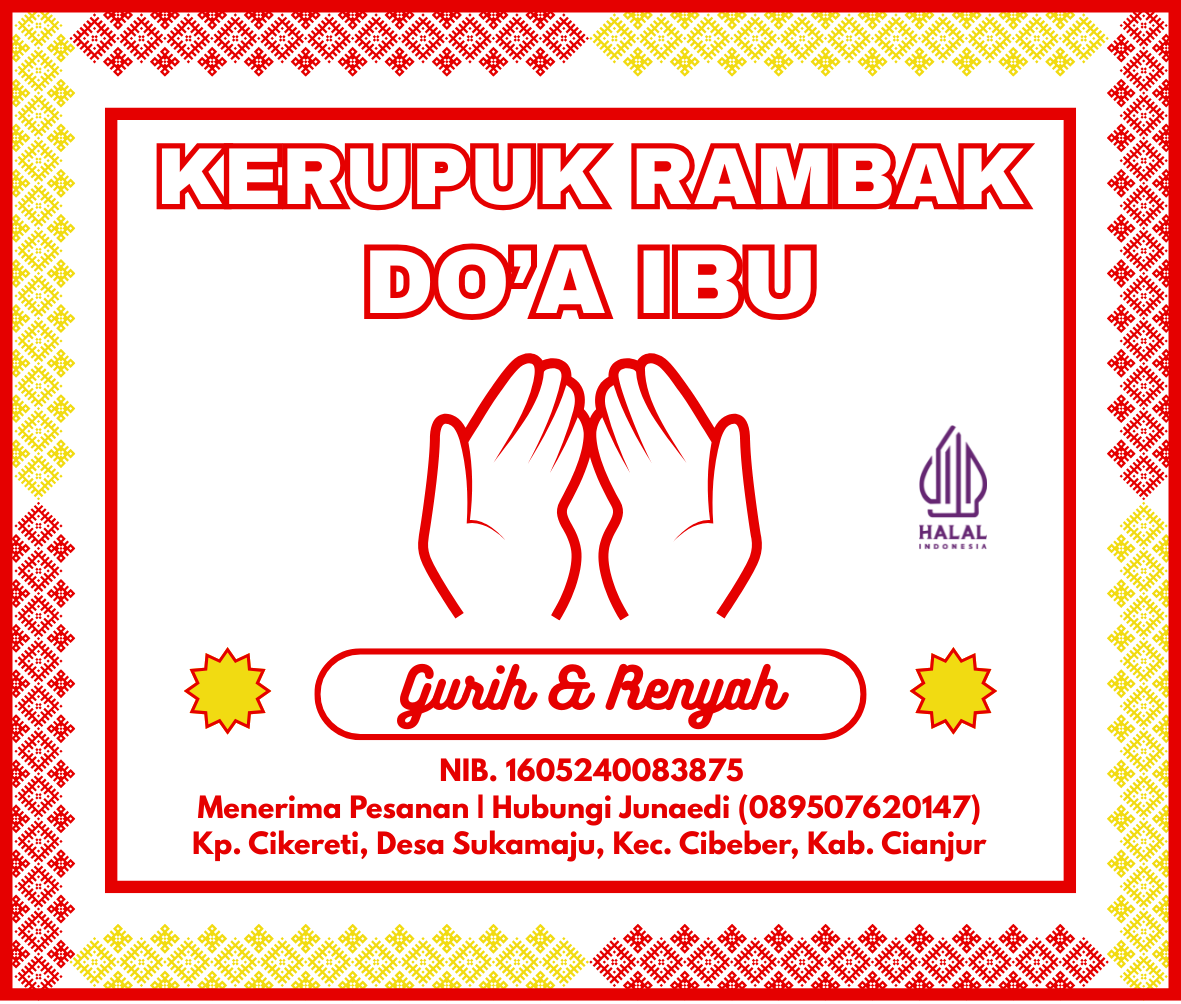 KERUPUK RAMBAK
DO’A IBU
HALAL
INDONESIA
Gurih & Renyah
NIB. 1605240083875
Menerima Pesanan | Hubungi Junaedi (089507620147)
Kp. Cikereti, Desa Sukamaju, Kec. Cibeber, Kab. Cianjur